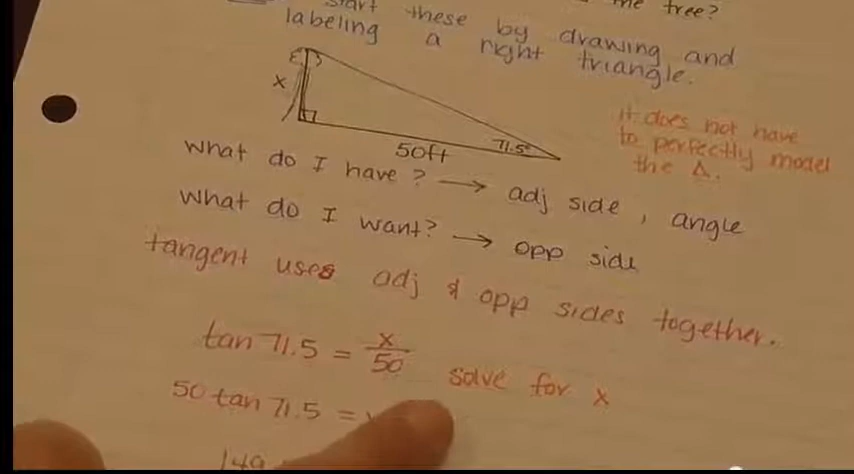 the tree?
start these by drawing and
labeling a right triangle.
x
50ft
71.5°
it does not have
to perfectly model
the Δ.
What do I have? → adj side, angle
What do I want? → opp side
tangent uses adj & opp sides together.
tan 71.5 = x/50 solve for x
50 tan 71.5 =
149